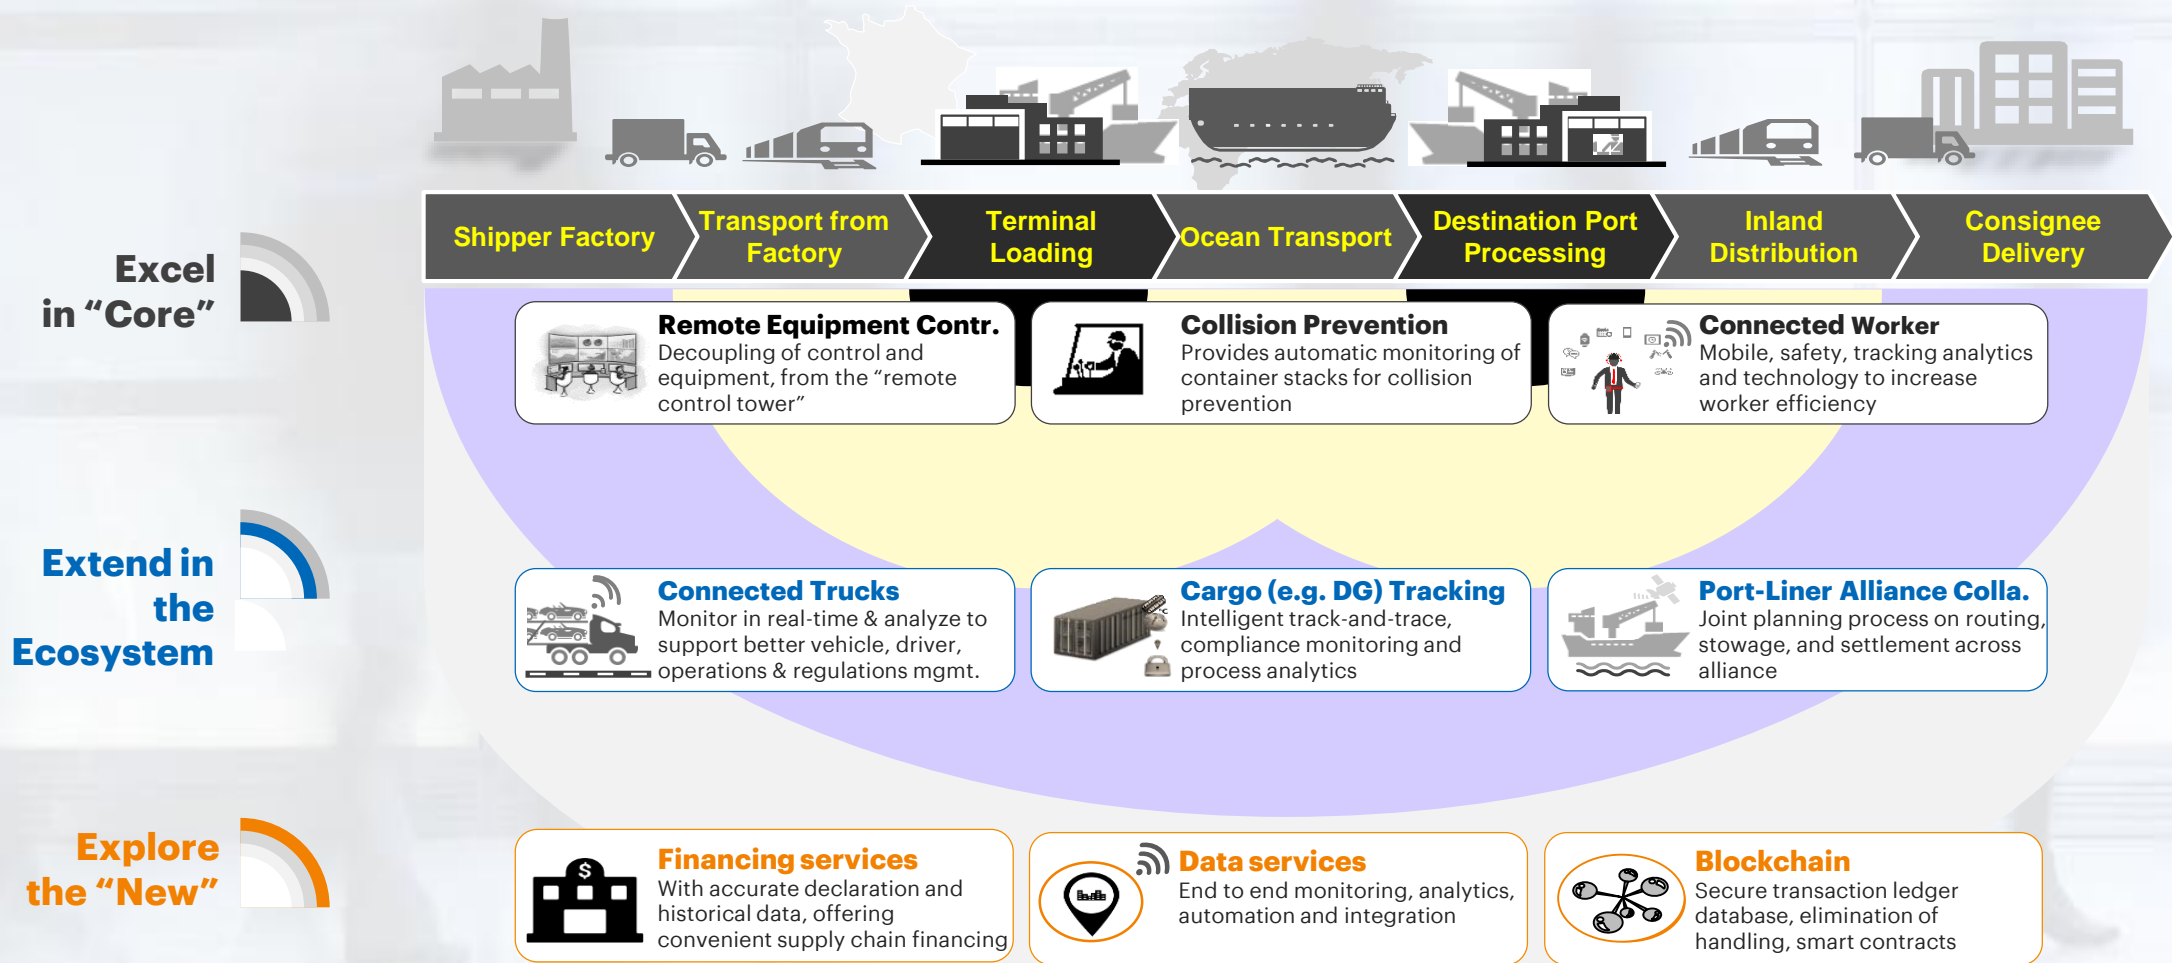 Shipper Factory
Transport from
Factory
Terminal
Loading
Ocean Transport
Destination Port
Processing
Inland
Distribution
Consignee
Delivery
Excel
in “Core”
Remote Equipment Contr.
Decoupling of control and
equipment, from the “remote
control tower”
Collision Prevention
Provides automatic monitoring of
container stacks for collision
prevention
Connected Worker
Mobile, safety, tracking analytics
and technology to increase
worker efficiency
Extend in
the
Ecosystem
Connected Trucks
Monitor in real-time & analyze to
support better vehicle, driver,
operations & regulations mgmt.
Cargo (e.g. DG) Tracking
Intelligent track-and-trace,
compliance monitoring and
process analytics
Port-Liner Alliance Colla.
Joint planning process on routing,
stowage, and settlement across
alliance
Explore
the “New”
$
Financing services
With accurate declaration and
historical data, offering
convenient supply chain financing
Data services
End to end monitoring, analytics,
automation and integration
Blockchain
Secure transaction ledger
database, elimination of
handling, smart contracts